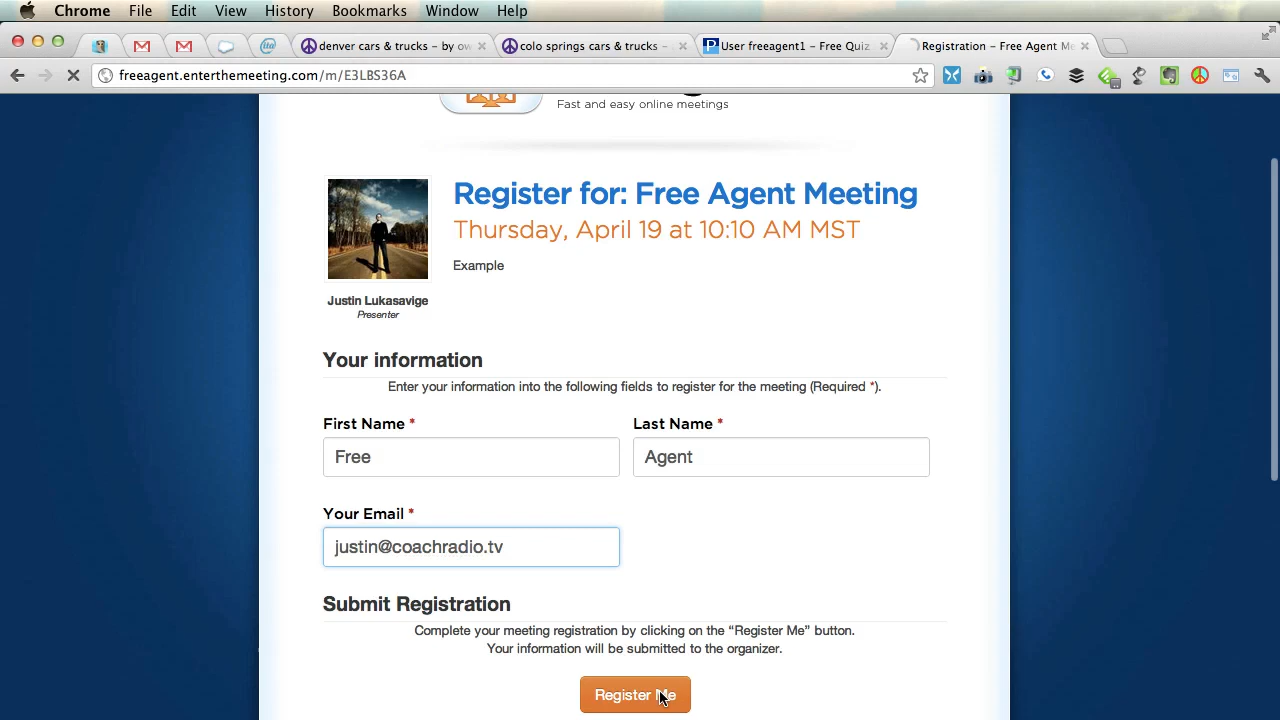 Chrome File Edit View History Bookmarks Window Help
denver cars & trucks – by ow
colo springs cars & trucks –
User freeagent1 – Free Quiz
Registration – Free Agent Me
freeagent.enterthemeeting.com/m/E3LBS36A
Fast and easy online meetings
Register for: Free Agent Meeting
Thursday, April 19 at 10:10 AM MST
Example
Justin Lukasavige
Presenter
Your information
Enter your information into the following fields to register for the meeting (Required *).
First Name * Last Name *
Free Agent
Your Email *
justin@coachradio.tv
Submit Registration
Complete your meeting registration by clicking on the “Register Me” button.
Your information will be submitted to the organizer.
Register Me